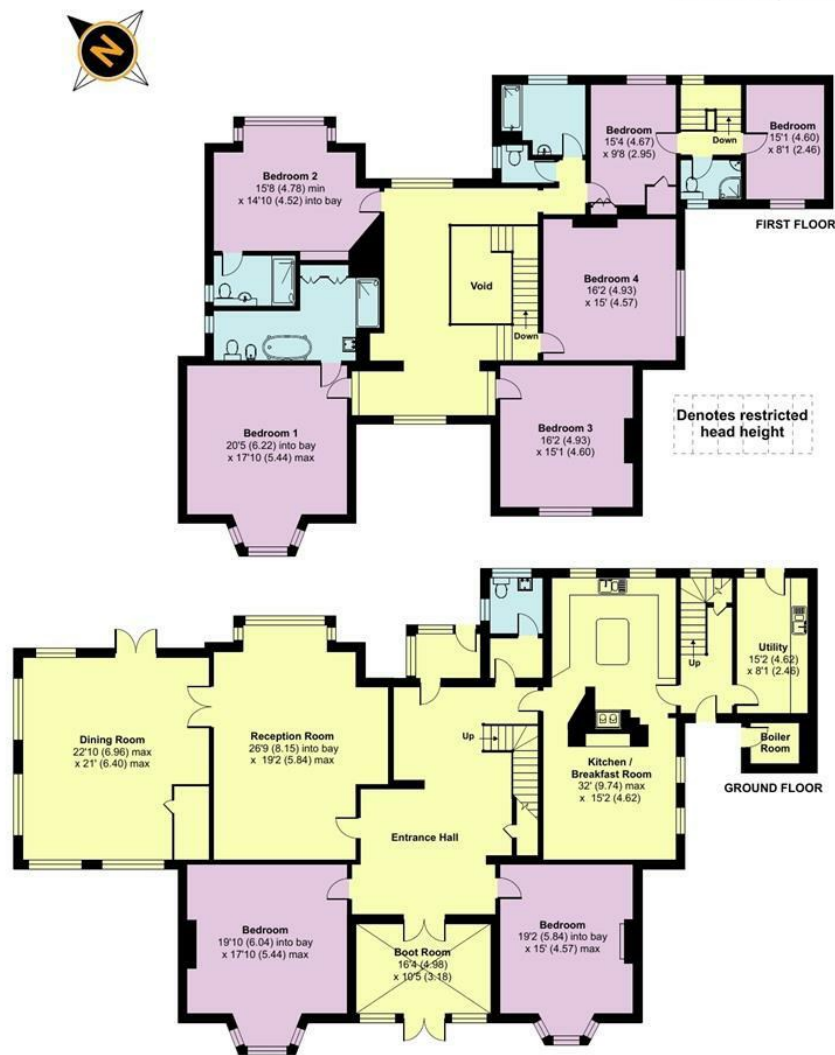 N
Bedroom 2
15'8 (4.78) min
x 14'10 (4.52) into bay
Bedroom
15'4 (4.67)
x 9'8 (2.95)
Down
Bedroom
15'1 (4.60)
x 8'1 (2.46)
FIRST FLOOR
Void
Down
Bedroom 4
16'2 (4.93)
x 15' (4.57)
Bedroom 1
20'5 (6.22) into bay
x 17'10 (5.44) max
Bedroom 3
16'2 (4.93)
x 15'1 (4.60)
Denotes restricted
head height
Dining Room
22'10 (6.96) max
x 21' (6.40) max
Reception Room
26'9 (8.15) into bay
x 19'2 (5.84) max
Up
Entrance Hall
Kitchen /
Breakfast Room
32' (9.74) max
x 15'2 (4.62)
Up
Utility
15'2 (4.62)
x 8'1 (2.46)
Boiler
Room
GROUND FLOOR
Bedroom
19'10 (6.04) into bay
x 17'10 (5.44) max
Boot Room
16'4 (4.98)
x 10'5 (3.18)
Bedroom
19'2 (5.84) into bay
x 15' (4.57) max